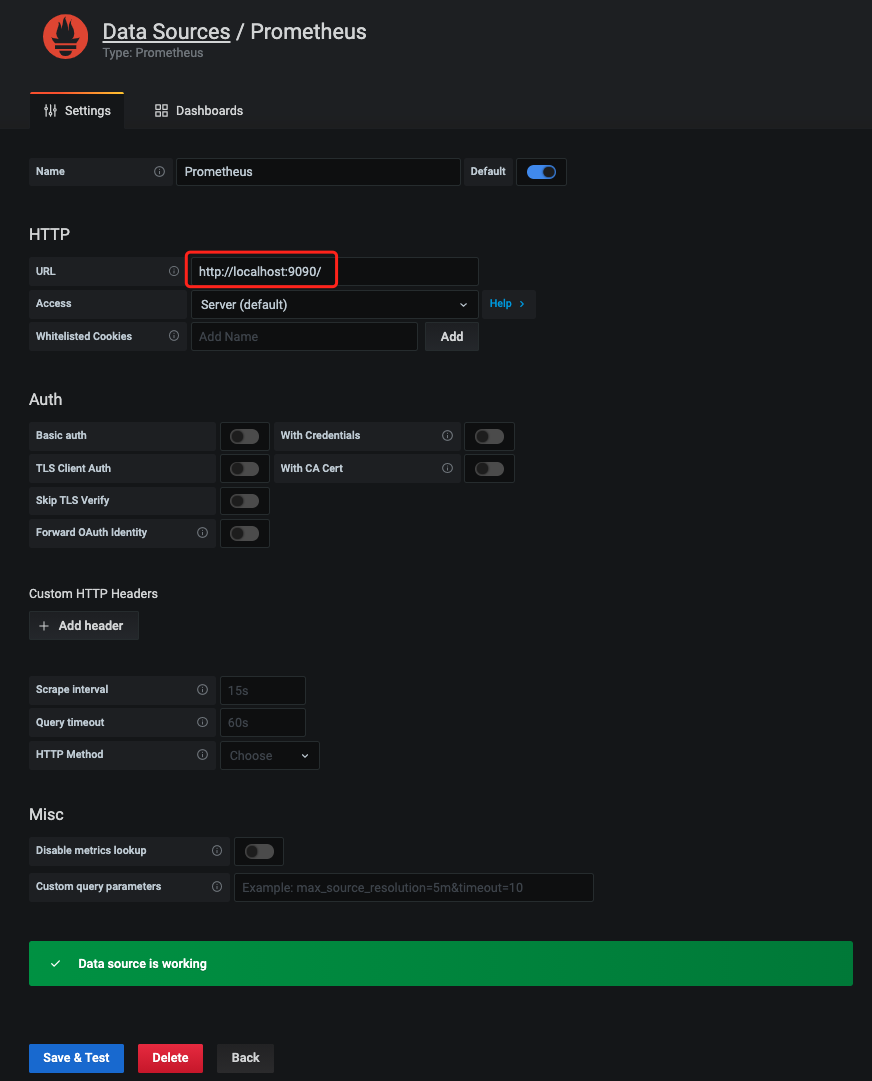 Data Sources / Prometheus
Type: Prometheus
Settings
Dashboards
Name
Prometheus
Default
HTTP
URL
http://localhost:9090/
Access
Server (default)
Help
Whitelisted Cookies
Add Name
Add
Auth
Basic auth
With Credentials
TLS Client Auth
With CA Cert
Skip TLS Verify
Forward OAuth Identity
Custom HTTP Headers
Add header
Scrape interval
15s
Query timeout
60s
HTTP Method
Choose
Misc
Disable metrics lookup
Custom query parameters
Example: max_source_resolution=5m&timeout=10
Data source is working
Save & Test
Delete
Back